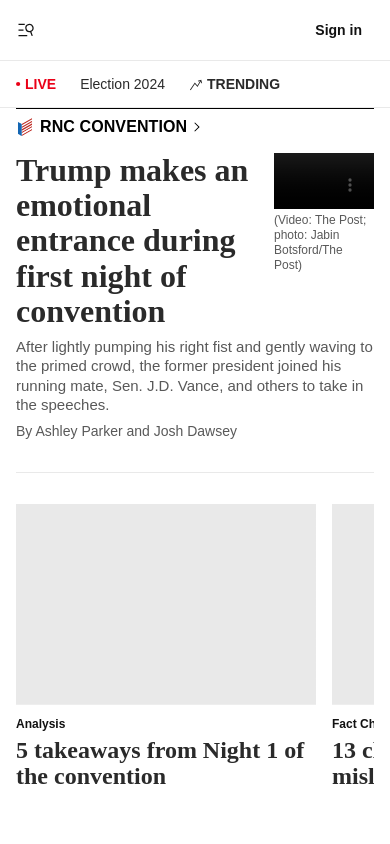 Sign in
LIVE
Election 2024
TRENDING
RNC CONVENTION
Trump makes an
emotional
entrance during
first night of
convention
(Video: The Post;
photo: Jabin
Botsford/The
Post)
After lightly pumping his right fist and gently waving to
the primed crowd, the former president joined his
running mate, Sen. J.D. Vance, and others to take in
the speeches.
By Ashley Parker and Josh Dawsey
Analysis
5 takeaways from Night 1 of
the convention
Fact Ch
13 c
misl